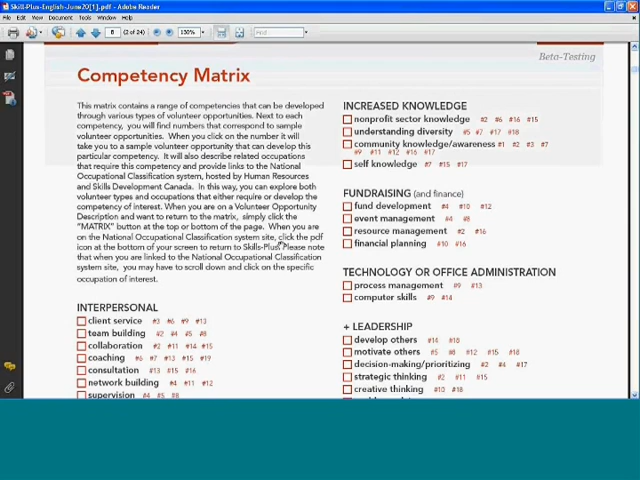 Skill-Plus-English-June20[1].pdf - Adobe Reader
File Edit View Document Tools Window Help
8 (2 of 24) 150% Find
Beta-Testing
Competency Matrix
This matrix contains a range of competencies that can be developed
through various types of volunteer opportunities. Next to each
competency, you will find numbers that correspond to sample
volunteer opportunities. When you click on the number it will
take you to a sample volunteer opportunity that can develop this
particular competency. It will also describe related occupations
that require this competency and provide links to the National
Occupational Classification system, hosted by Human Resources
and Skills Development Canada. In this way, you can explore both
volunteer types and occupations that either require or develop the
competency of interest. When you are on a Volunteer Opportunity
Description and want to return to the matrix, simply click the
"MATRIX" button at the top or bottom of the page. When you are
on the National Occupational Classification system site, click the pdf
icon at the bottom of your screen to return to Skills-Plus. Please note
that when you are linked to the National Occupational Classification
system site, you may have to scroll down and click on the specific
occupation of interest.
INTERPERSONAL
client service #3 #6 #9 #13
team building #2 #4 #5 #8
collaboration #2 #11 #14 #15
coaching #6 #7 #13 #15 #19
consultation #13 #15 #16
network building #4 #11 #12
supervision #4 #5 #8
INCREASED KNOWLEDGE
nonprofit sector knowledge #2 #6 #16 #15
understanding diversity #5 #7 #17 #18
community knowledge/awareness #1 #2 #3 #7
#9 #11 #12 #16 #17
self knowledge #7 #15 #17
FUNDRAISING (and finance)
fund development #4 #10 #12
event management #4 #8
resource management #2 #16
financial planning #10 #16
TECHNOLOGY OR OFFICE ADMINISTRATION
process management #9 #13
computer skills #9 #14
+ LEADERSHIP
develop others #14 #18
motivate others #5 #8 #12 #15 #18
decision-making/prioritizing #2 #4 #17
strategic thinking #2 #11 #15
creative thinking #10 #18